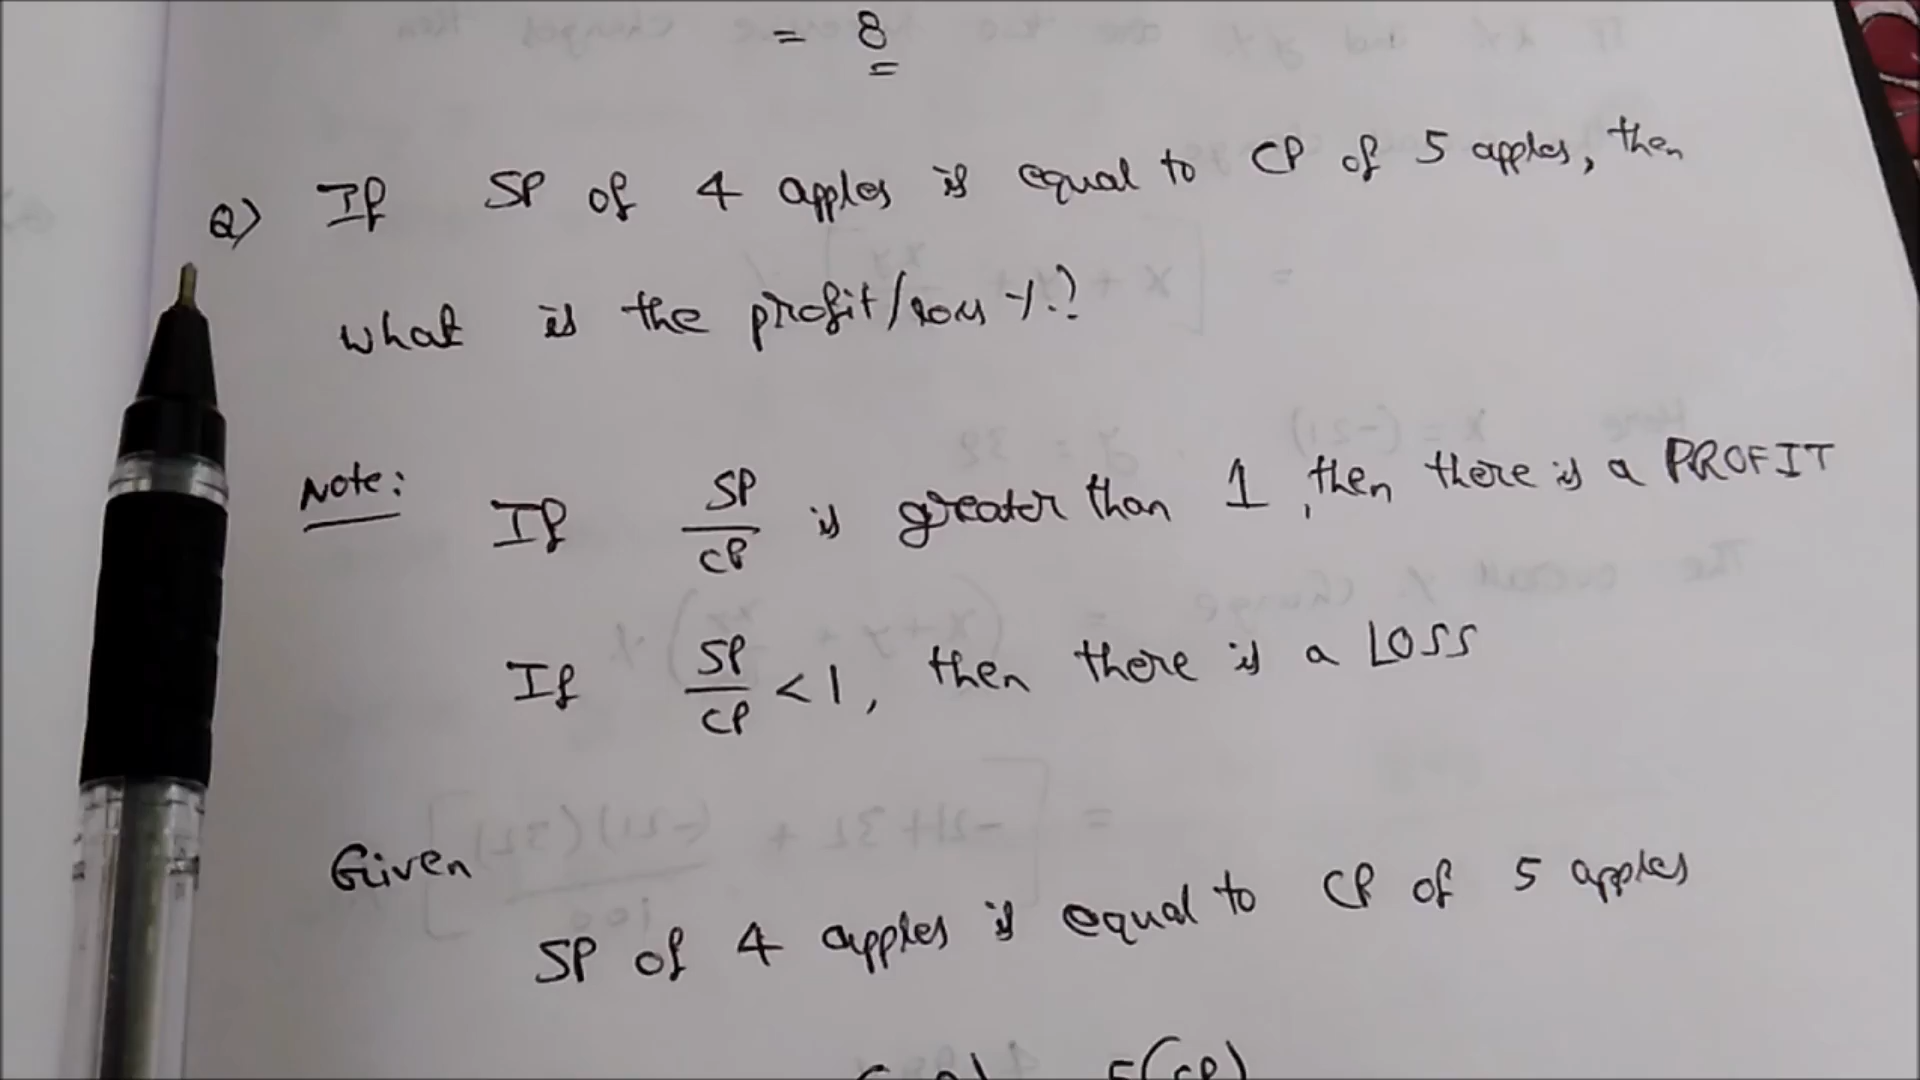 = 8
Q) If SP of 4 apples is equal to CP of 5 apples, then
what is the profit/loss %?
Note: If SP/CP is greater than 1, then there is a PROFIT
If SP/CP < 1, then there is a LOSS
Given
SP of 4 apples is equal to CP of 5 apples
5(CP)